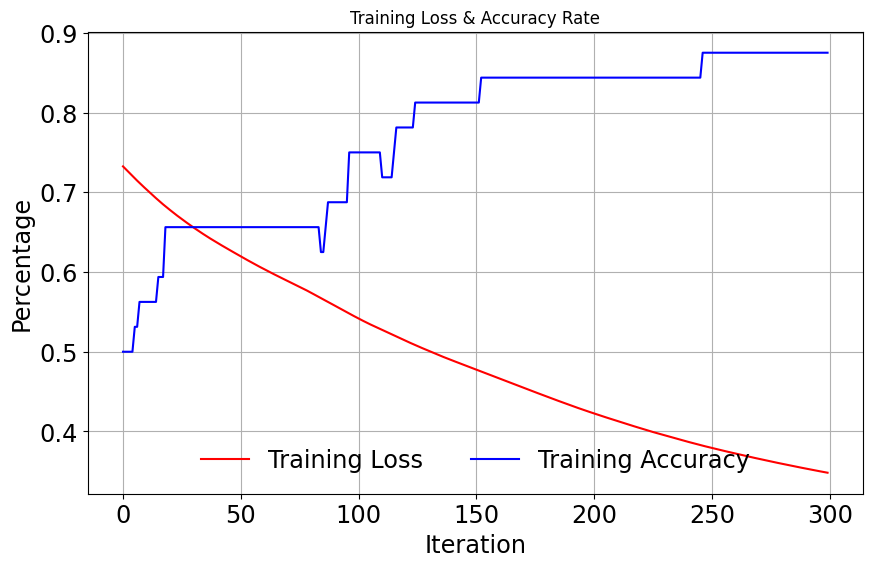 Training Loss & Accuracy Rate
0.9
0.8
0.7
0.6
0.5
0.4
Percentage
Training Loss
Training Accuracy
0 50 100 150 200 250 300
Iteration